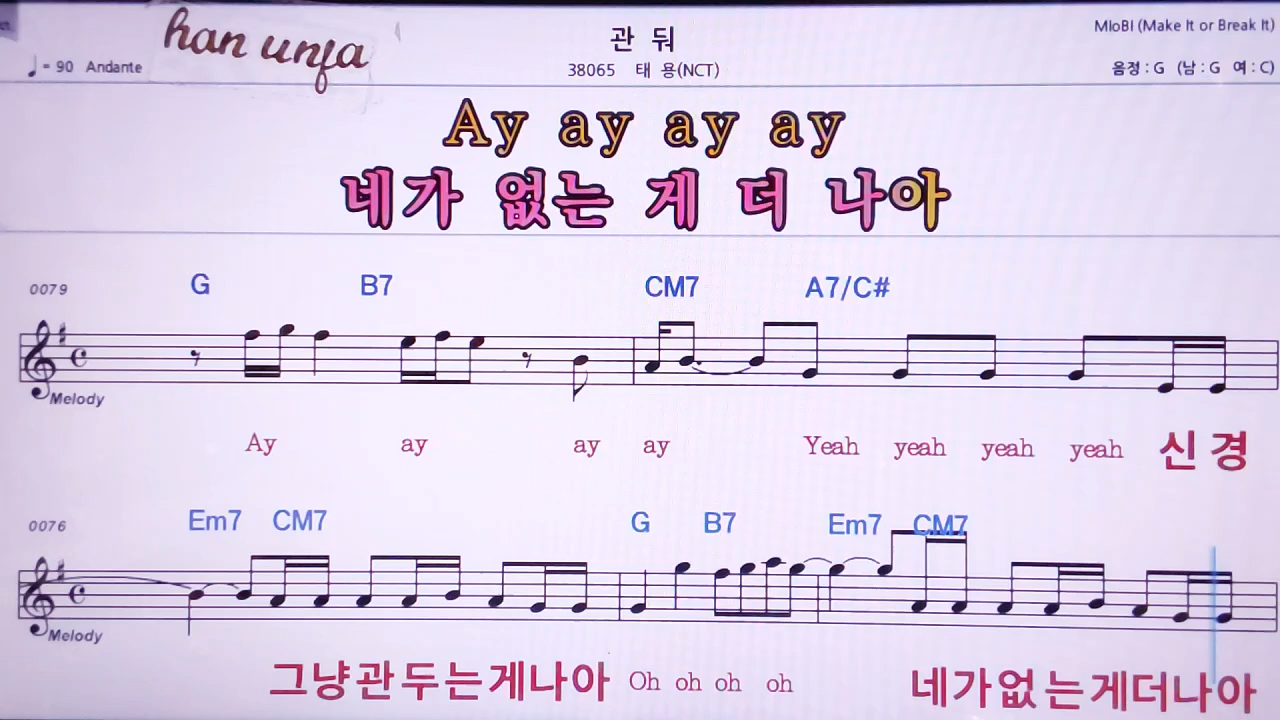 han unfa
관 둬
MIoBI (Make It or Break It)
♩ = 90 Andante
38065 태 용(NCT)
음정 : G (남 : G 여 : C)
Ay ay ay ay
네가 없는 게 더 나아
0079
G B7 CM7 A7/C#
Melody
Ay ay ay ay Yeah yeah yeah yeah 신 경
0076
Em7 CM7 G B7 Em7 CM7
Melody
그냥관두는게나아 Oh oh oh oh 네가없는게더나아